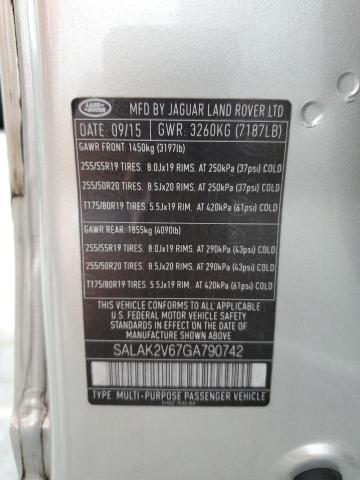 LAND ROVER
MFD BY JAGUAR LAND ROVER LTD
DATE: 09/15 GWR: 3260KG (7187LB)
GAWR FRONT: 1450kg (3197lb)
255/55R19 TIRES. 8.0Jx19 RIMS. AT 250kPa (37psi) COLD
255/50R20 TIRES. 8.5Jx20 RIMS. AT 250kPa (37psi) COLD
T175/80R19 TIRES. 5.5Jx19 RIM. AT 420kPa (61psi) COLD
GAWR REAR: 1855kg (4090lb)
255/55R19 TIRES. 8.0Jx19 RIMS. AT 290kPa (43psi) COLD
255/50R20 TIRES. 8.5Jx20 RIMS. AT 290kPa (43psi) COLD
T175/80R19 TIRES. 5.5Jx19 RIM. AT 420kPa (61psi) COLD
THIS VEHICLE CONFORMS TO ALL APPLICABLE
U.S. FEDERAL MOTOR VEHICLE SAFETY
STANDARDS IN EFFECT ON THE DATE OF
MANUFACTURE SHOWN ABOVE
SALAK2V67GA790742
TYPE: MULTI-PURPOSE PASSENGER VEHICLE